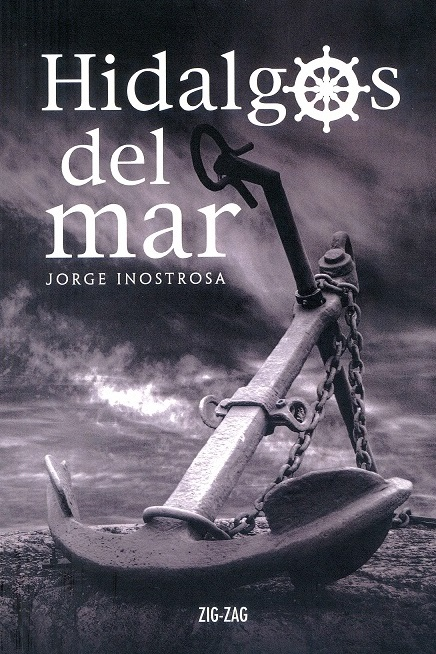 Hidalgos
del
mar
JORGE INOSTROSA
ZIG-ZAG